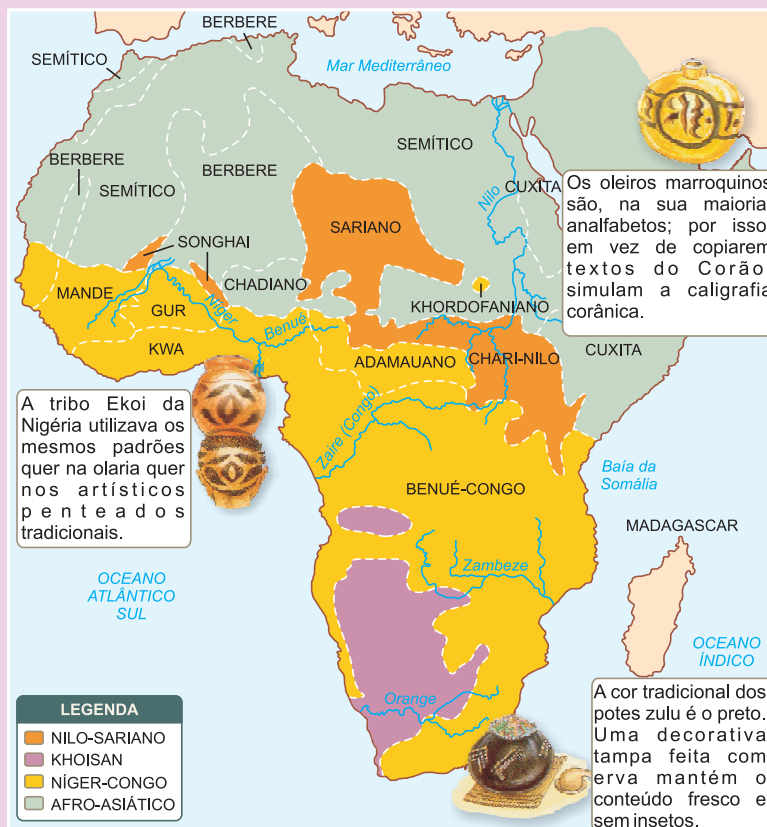 BERBERE
BERBERE
SEMÍTICO
Mar Mediterrâneo
BERBERE
SEMÍTICO
BERBERE
SEMÍTICO
Nilo
CUXITA
Os oleiros marroquinos
são, na sua maioria,
analfabetos; por isso,
em vez de copiarem
textos do Corão,
simulam a caligrafia
corânica.
SARIANO
SONGHAI
CHADIANO
MANDE
GUR
Níger
Benué
KWA
KHORDOFANIANO
ADAMAUANO
CHARI-NILO
CUXITA
A tribo Ekoi da
Nigéria utilizava os
mesmos padrões
quer na olaria quer
nos artísticos
penteados
tradicionais.
Zaire (Congo)
BENUÉ-CONGO
Baía da
Somália
MADAGASCAR
Zambeze
OCEANO
ATLÂNTICO
SUL
OCEANO
ÍNDICO
Orange
A cor tradicional dos
potes zulu é o preto.
Uma decorativa
tampa feita com
erva mantém o
conteúdo fresco e
sem insetos.
LEGENDA
NILO-SARIANO
KHOISAN
NÍGER-CONGO
AFRO-ASIÁTICO